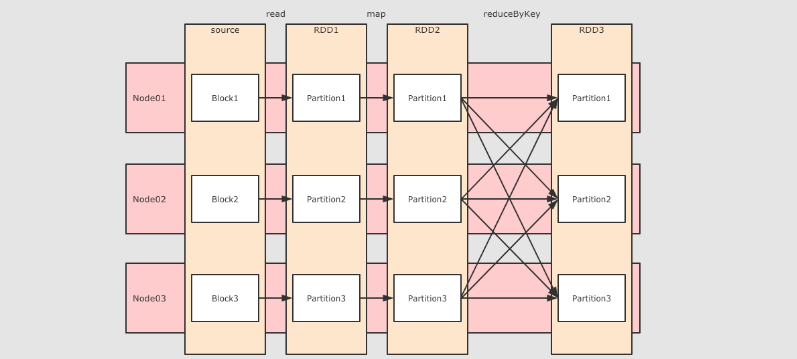 read map reduceByKey
source RDD1 RDD2 RDD3
Node01 Block1 Partition1 Partition1 Partition1
Node02 Block2 Partition2 Partition2 Partition2
Node03 Block3 Partition3 Partition3 Partition3